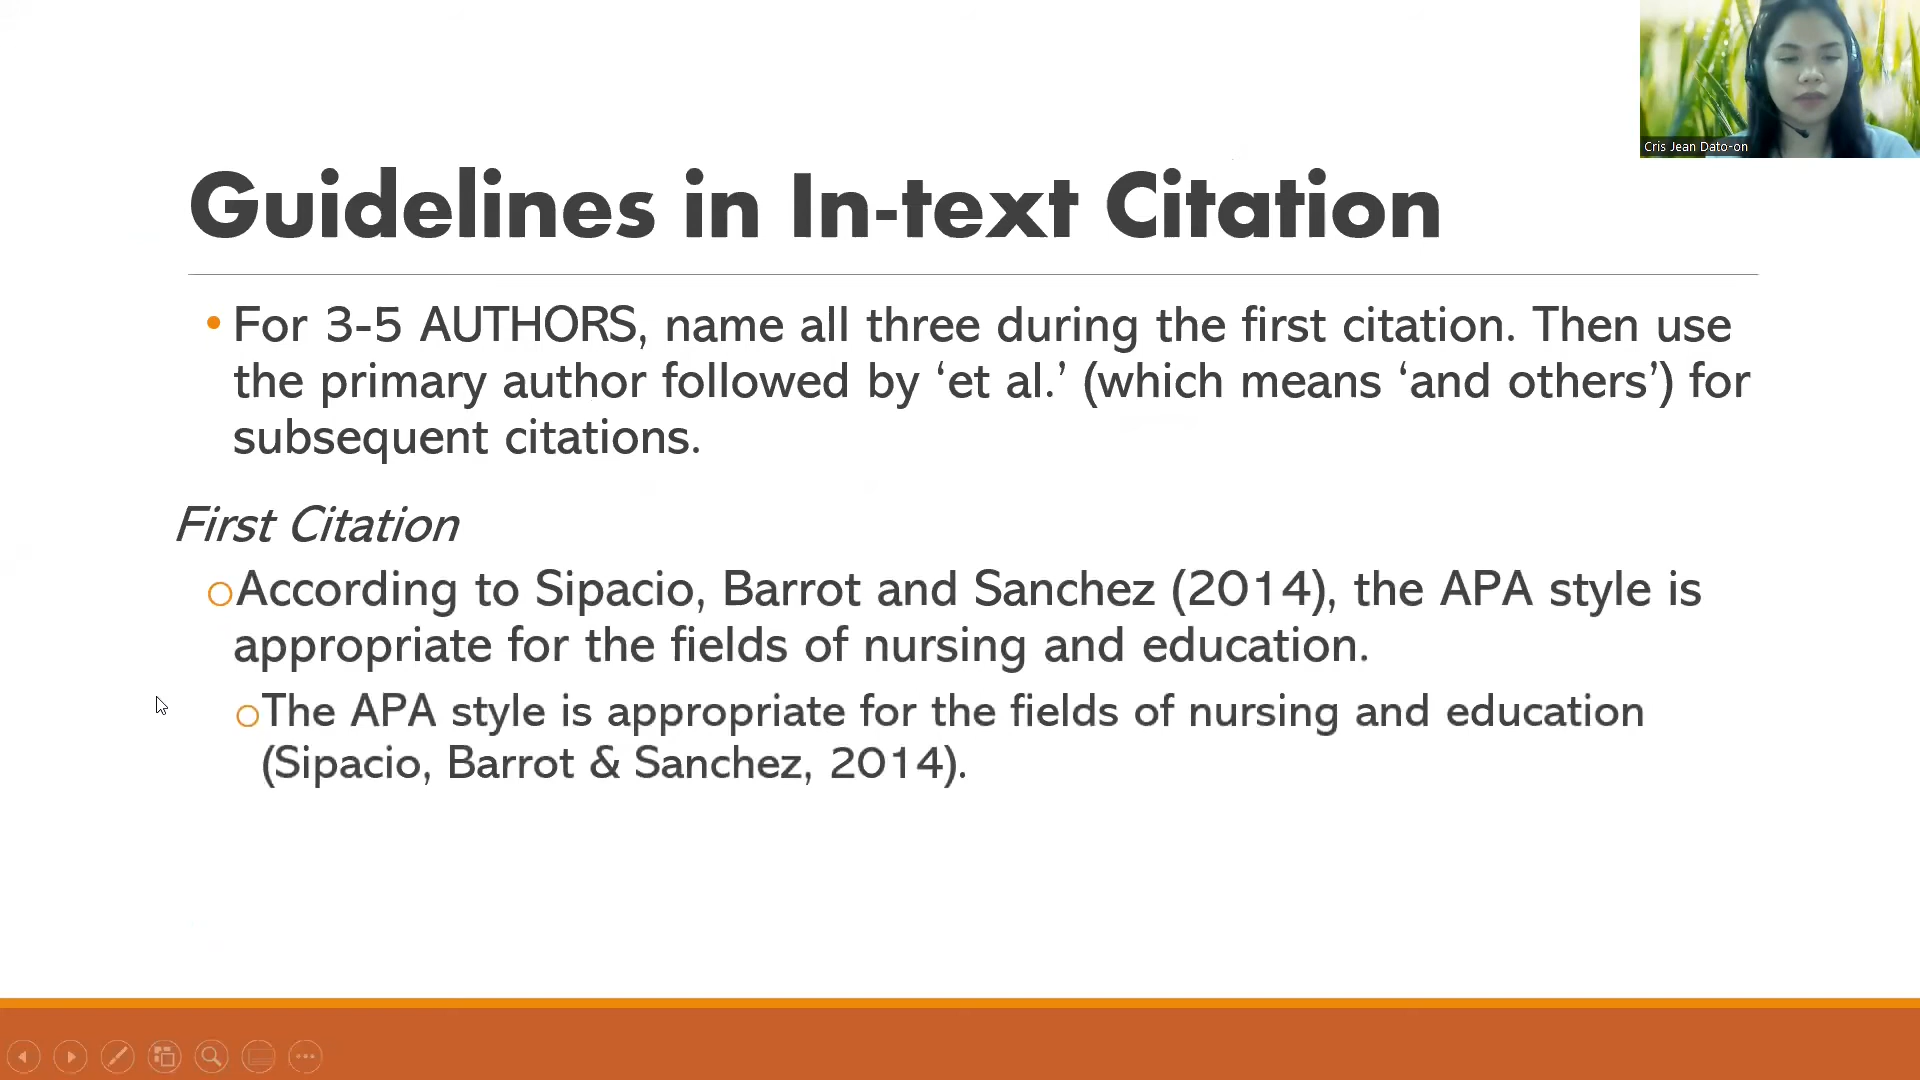 Cris Jean Dato-on
Guidelines in In-text Citation
• For 3-5 AUTHORS, name all three during the first citation. Then use
the primary author followed by ‘et al.’ (which means ‘and others’) for
subsequent citations.
First Citation
oAccording to Sipacio, Barrot and Sanchez (2014), the APA style is
appropriate for the fields of nursing and education.
oThe APA style is appropriate for the fields of nursing and education
(Sipacio, Barrot & Sanchez, 2014).